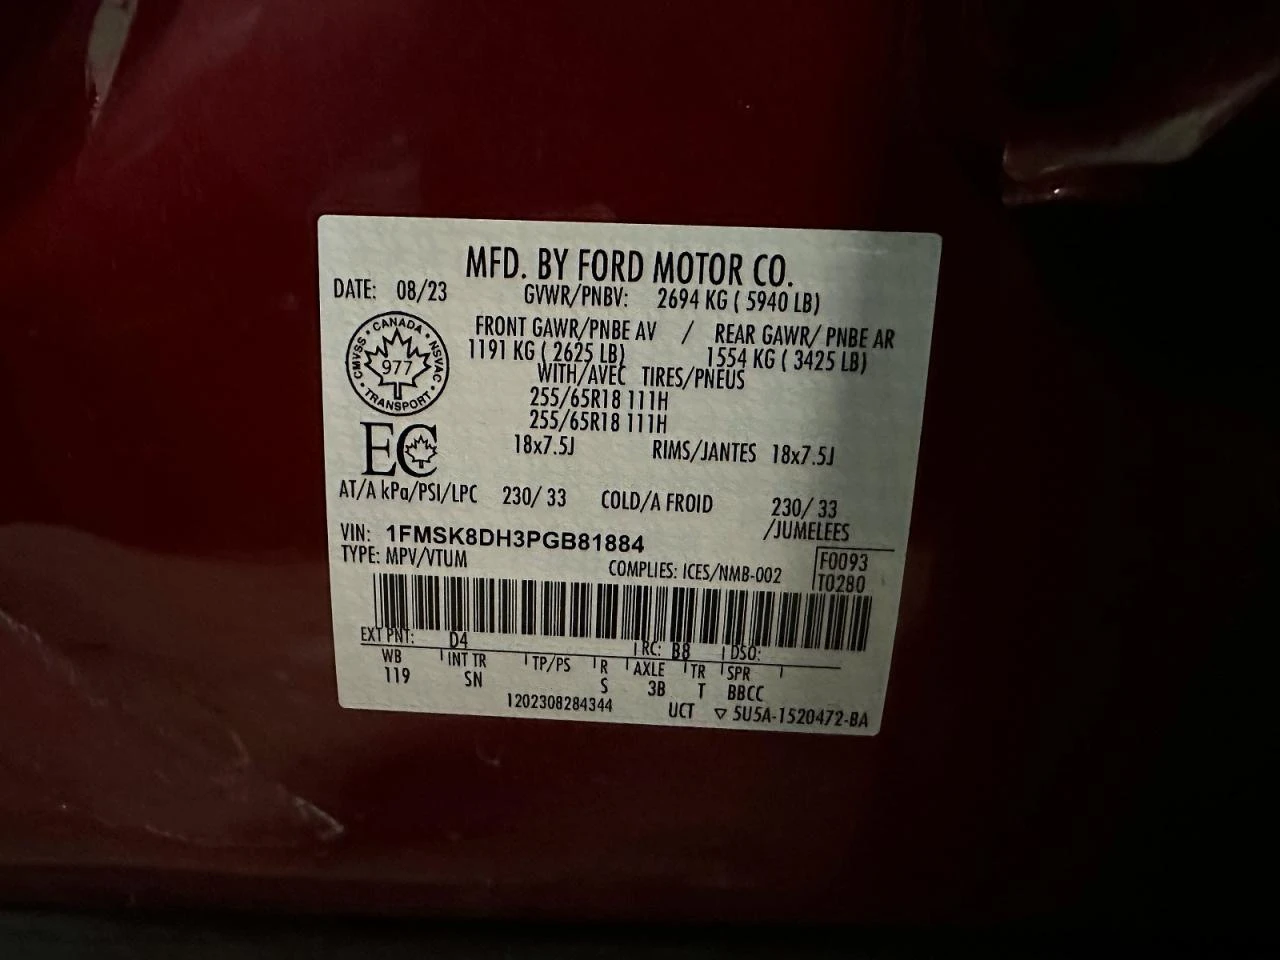 MFD. BY FORD MOTOR CO.
DATE: 08/23 GVWR/PNBV: 2694 KG ( 5940 LB)
FRONT GAWR/PNBE AV / REAR GAWR/ PNBE AR
1191 KG ( 2625 LB) 1554 KG ( 3425 LB)
WITH/AVEC TIRES/PNEUS
CANADA CMVSS NSVAC TRANSPORT
977
255/65R18 111H
255/65R18 111H
EC
18x7.5J RIMS/JANTES 18x7.5J
AT/A kPa/PSI/LPC 230/ 33 COLD/A FROID 230/ 33
/JUMELEES
VIN: 1FMSK8DH3PGB81884
TYPE: MPV/VTUM COMPLIES: ICES/NMB-002
F0093
T0280
EXT PNT: D4 RC: B8 DSO:
WB INT TR TP/PS R AXLE TR SPR
119 SN S 3B T BBCC
1202308284344 UCT ▽ 5U5A-1520472-BA